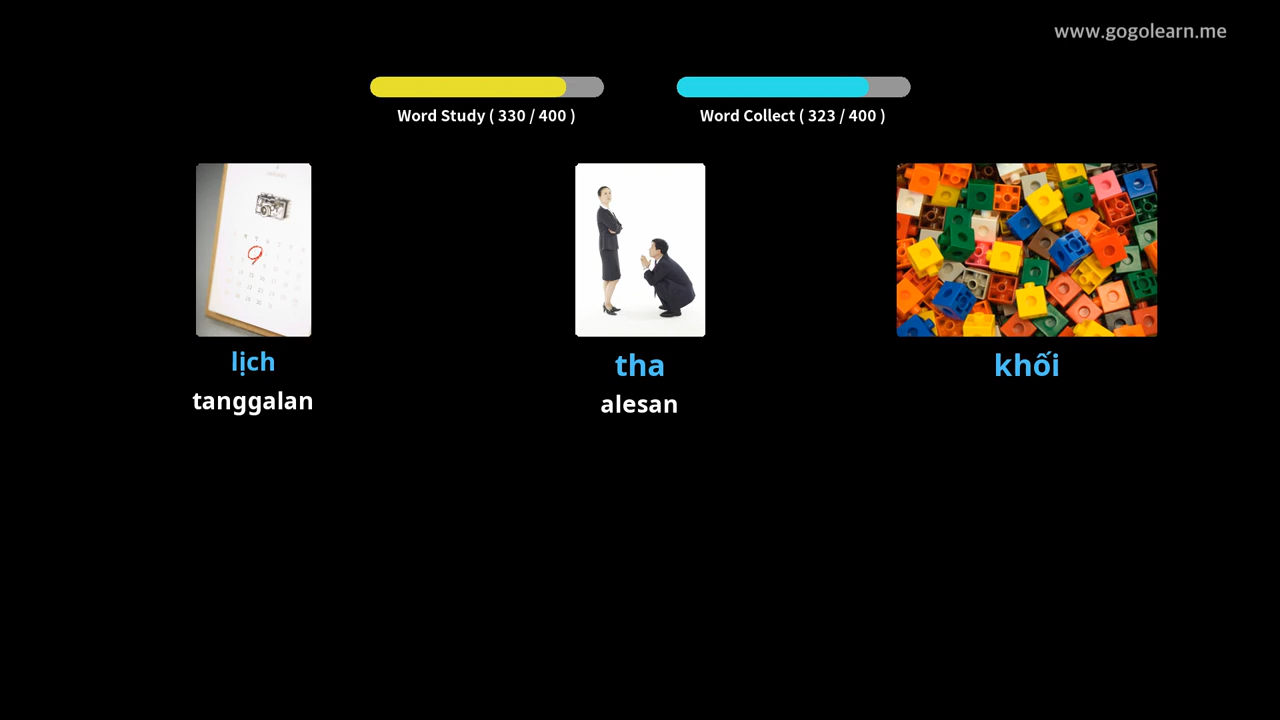 www.gogolearn.me
Word Study ( 330 / 400 )
Word Collect ( 323 / 400 )
lịch
tanggalan
tha
alesan
khối